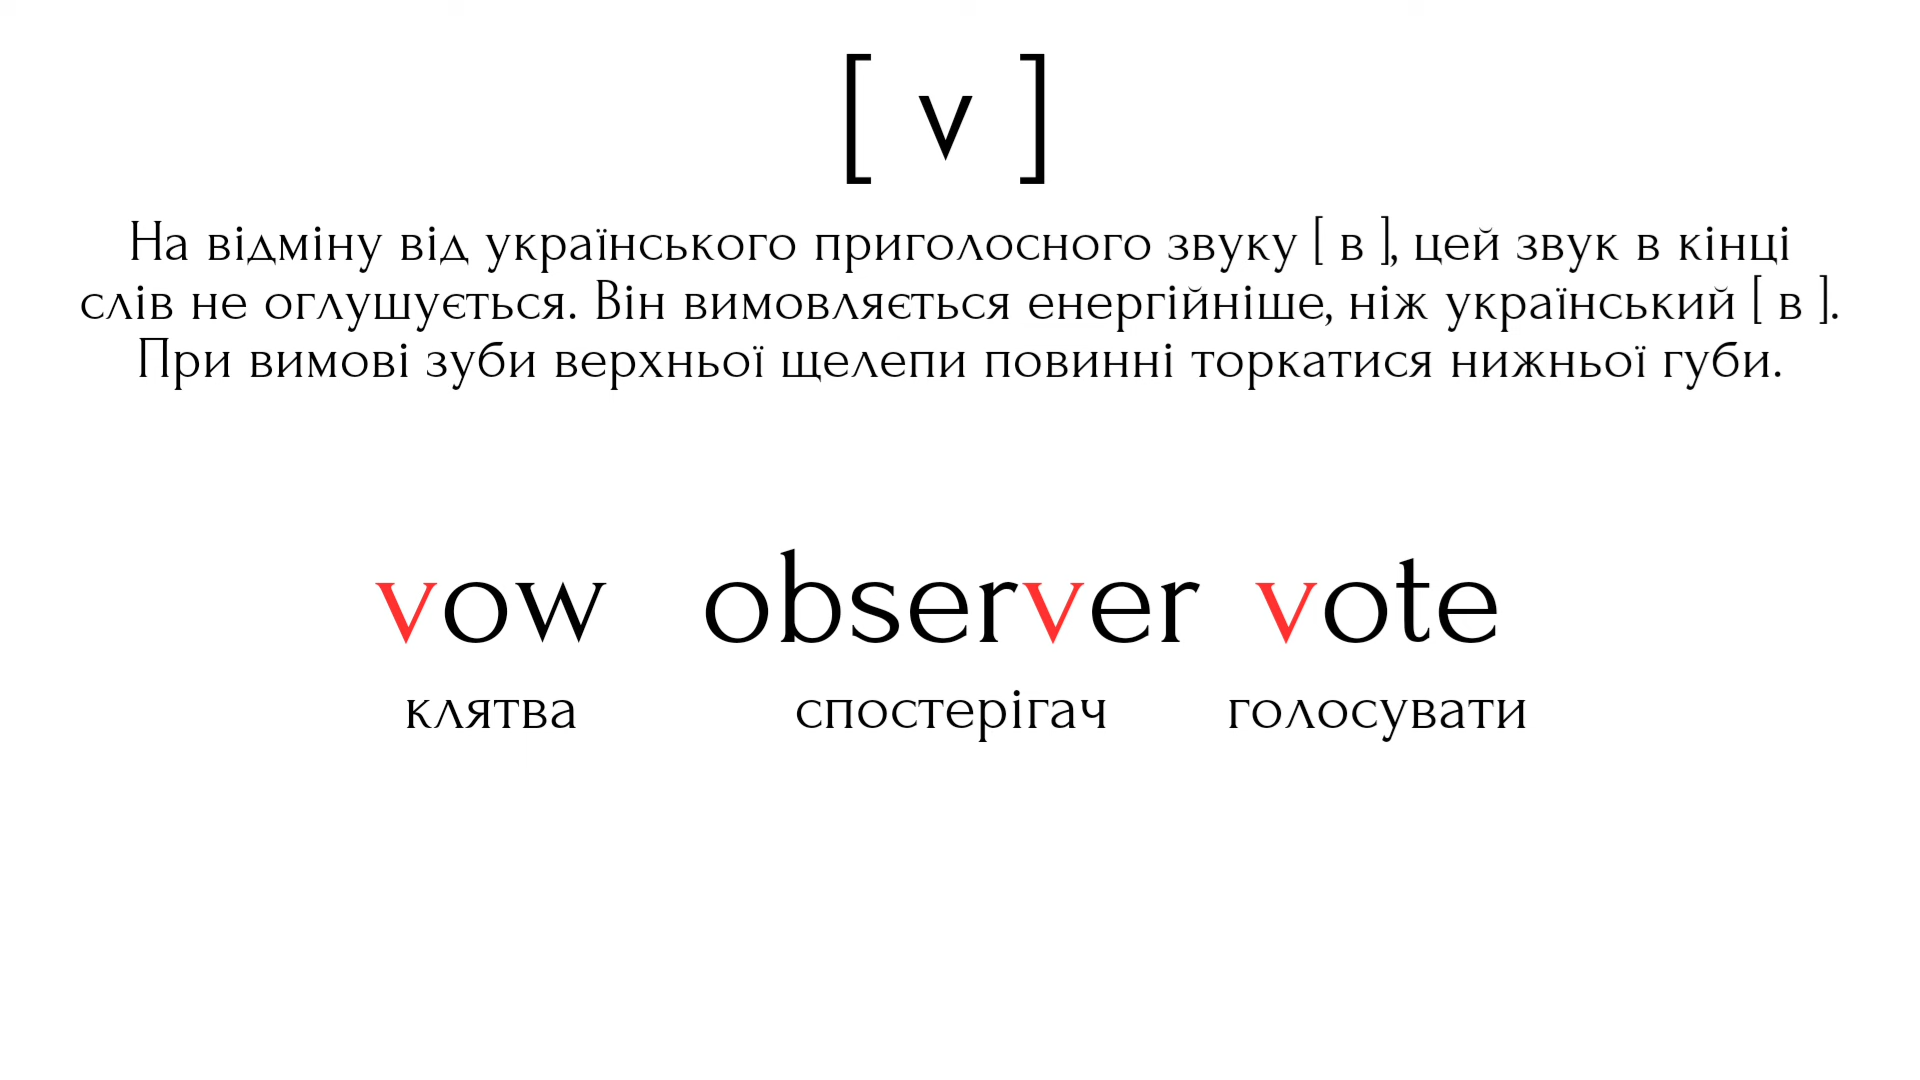 [ v ]
На відміну від українського приголосного звуку [ в ], цей звук в кінці
слів не оглушується. Він вимовляється енергійніше, ніж український [ в ].
При вимові зуби верхньої щелепи повинні торкатися нижньої губи.
vow observer vote
клятва спостерігач голосувати